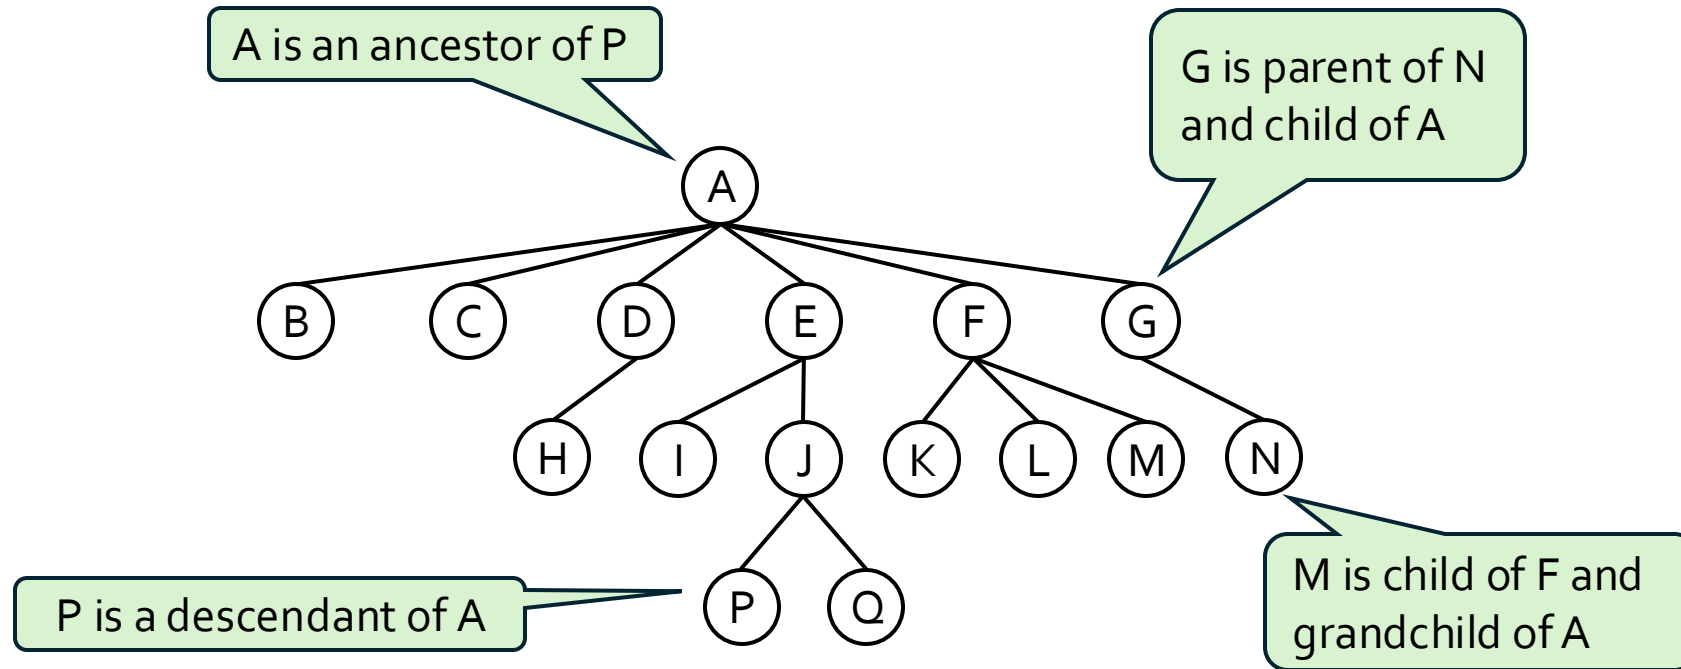 A is an ancestor of P
G is parent of N
and child of A
A
B C D E F G
H I J K L M N
M is child of F and
grandchild of A
P is a descendant of A
P Q